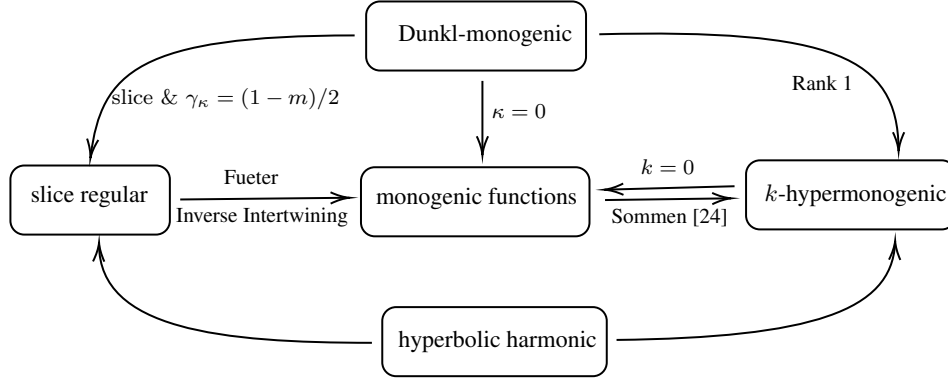 Dunkl-monogenic
slice & γ_κ = (1 − m)/2
Rank 1
κ = 0
slice regular
Fueter
Inverse Intertwining
monogenic functions
k = 0
Sommen [24]
k-hypermonogenic
hyperbolic harmonic